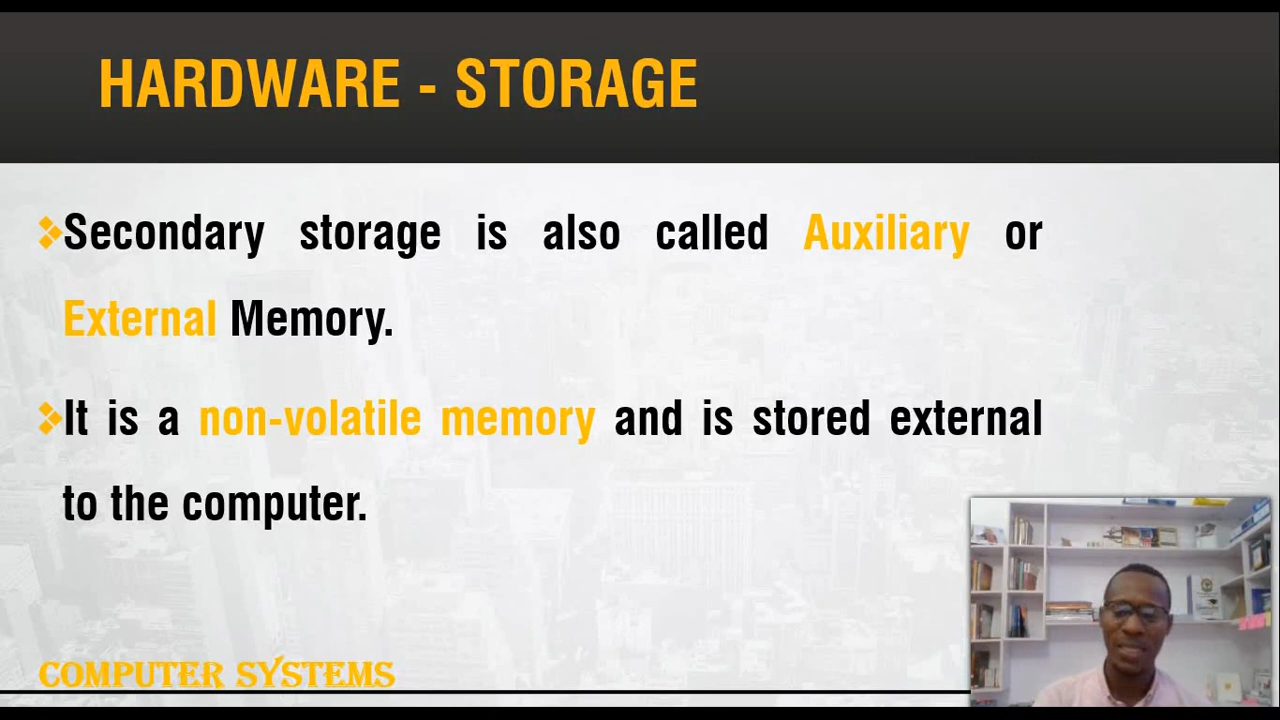 HARDWARE - STORAGE
Secondary storage is also called Auxiliary or
External Memory.
It is a non-volatile memory and is stored external
to the computer.
COMPUTER SYSTEMS